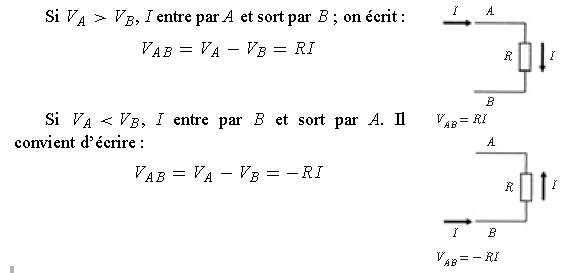 Si V_A > V_B, I entre par A et sort par B ; on écrit :
V_AB = V_A − V_B = RI
Si V_A < V_B, I entre par B et sort par A. Il
convient d'écrire :
V_AB = V_A − V_B = −RI
I A
R I
B
V_AB = RI
A
R I
I B
V_AB = − RI